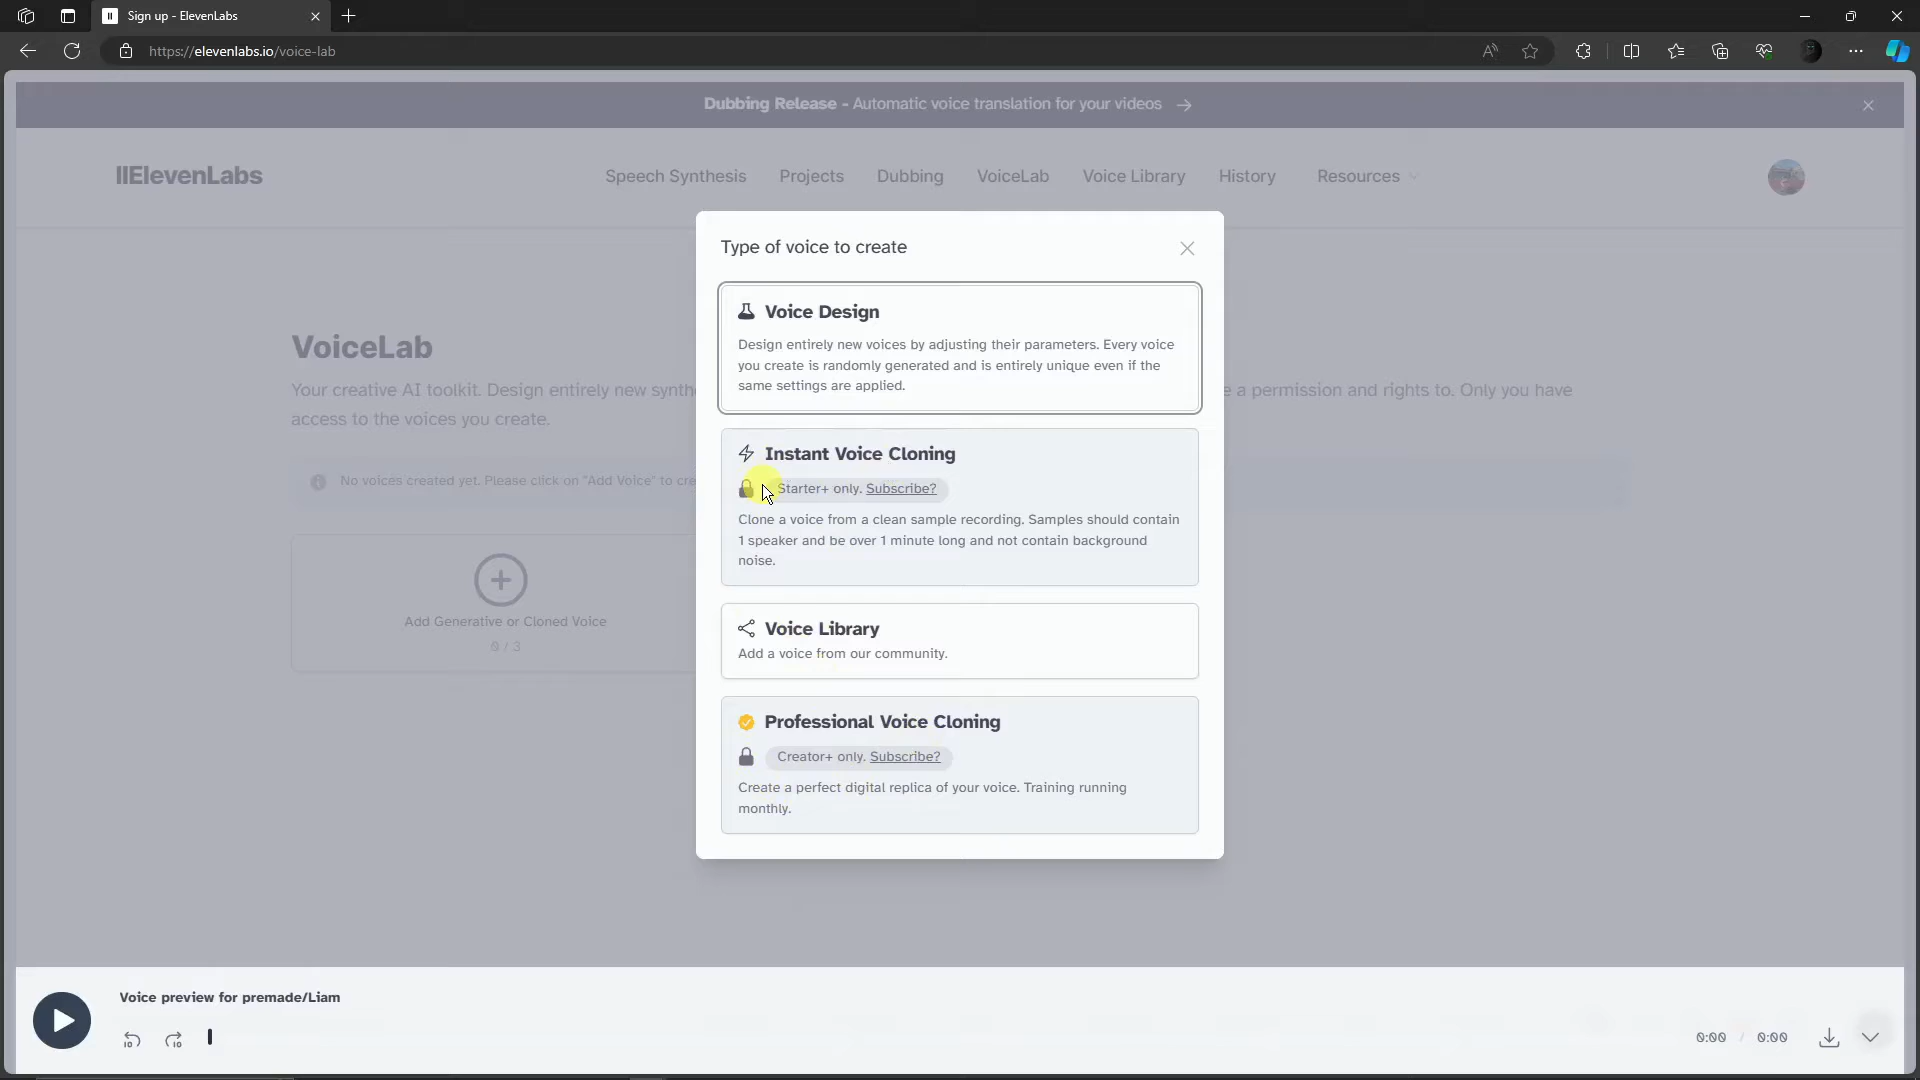 Sign up - ElevenLabs
https://elevenlabs.io/voice-lab
Dubbing Release - Automatic voice translation for your videos
IIElevenLabs
Speech Synthesis
Projects
Dubbing
VoiceLab
Voice Library
History
Resources
Type of voice to create
Voice Design
Design entirely new voices by adjusting their parameters. Every voice
you create is randomly generated and is entirely unique even if the
same settings are applied.
Instant Voice Cloning
Starter+ only. Subscribe?
Clone a voice from a clean sample recording. Samples should contain
1 speaker and be over 1 minute long and not contain background
noise.
Voice Library
Add a voice from our community.
Professional Voice Cloning
Creator+ only. Subscribe?
Create a perfect digital replica of your voice. Training running
monthly.
VoiceLab
Your creative AI toolkit. Design entirely new synth
e a permission and rights to. Only you have
access to the voices you create.
No voices created yet. Please click on "Add Voice" to cre
Add Generative or Cloned Voice
0 / 3
Voice preview for premade/Liam
10
10
0:00 / 0:00